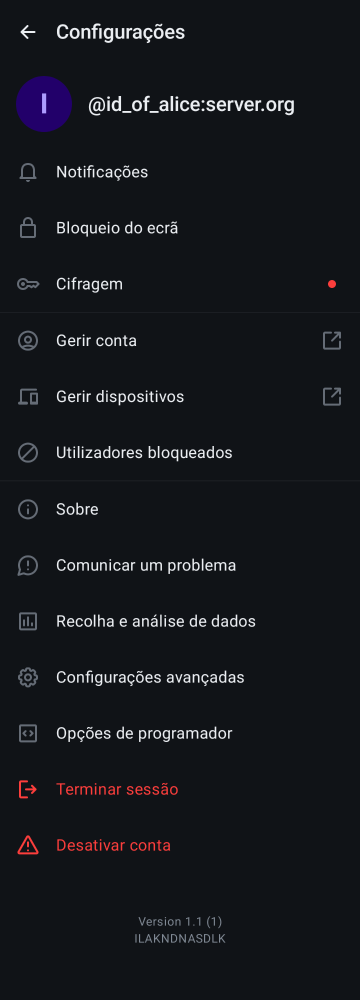 Configurações
I
@id_of_alice:server.org
Notificações
Bloqueio do ecrã
Cifragem
Gerir conta
Gerir dispositivos
Utilizadores bloqueados
Sobre
Comunicar um problema
Recolha e análise de dados
Configurações avançadas
Opções de programador
Terminar sessão
Desativar conta
Version 1.1 (1)
ILAKNDNASDLK